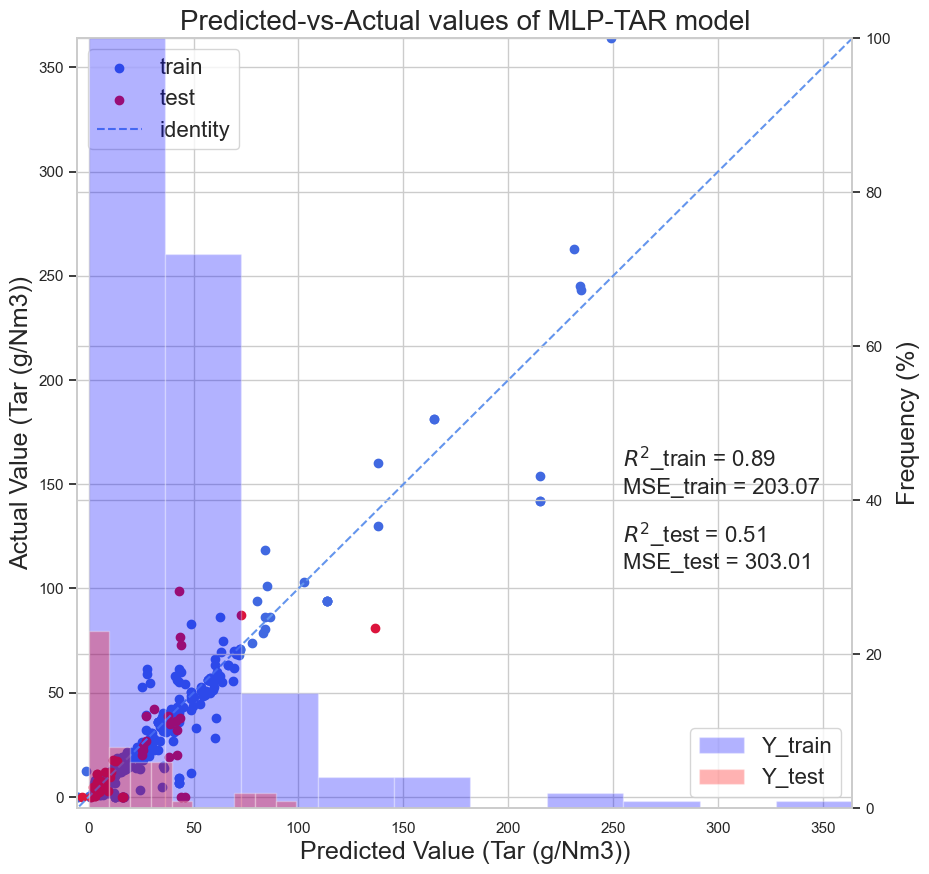 Predicted-vs-Actual values of MLP-TAR model
train
test
identity
Actual Value (Tar (g/Nm3))
350
300
250
200
150
100
50
0
100
80
60
40
20
0
Frequency (%)
R²_train = 0.89
MSE_train = 203.07
R²_test = 0.51
MSE_test = 303.01
Y_train
Y_test
0 50 100 150 200 250 300 350
Predicted Value (Tar (g/Nm3))